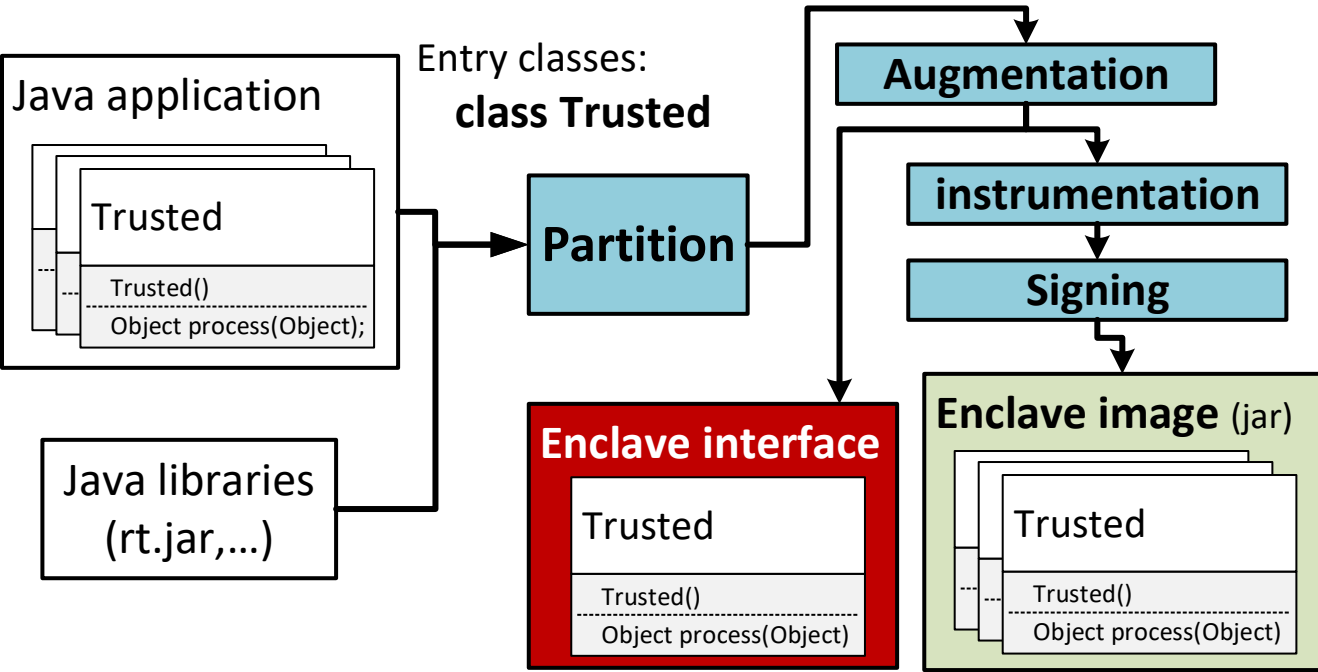 Java application
Trusted
Trusted()
Object process(Object);
Java libraries
(rt.jar,...)
Entry classes:
class Trusted
Partition
Augmentation
instrumentation
Signing
Enclave interface
Trusted
Trusted()
Object process(Object)
Enclave image (jar)
Trusted
Trusted()
Object process(Object)